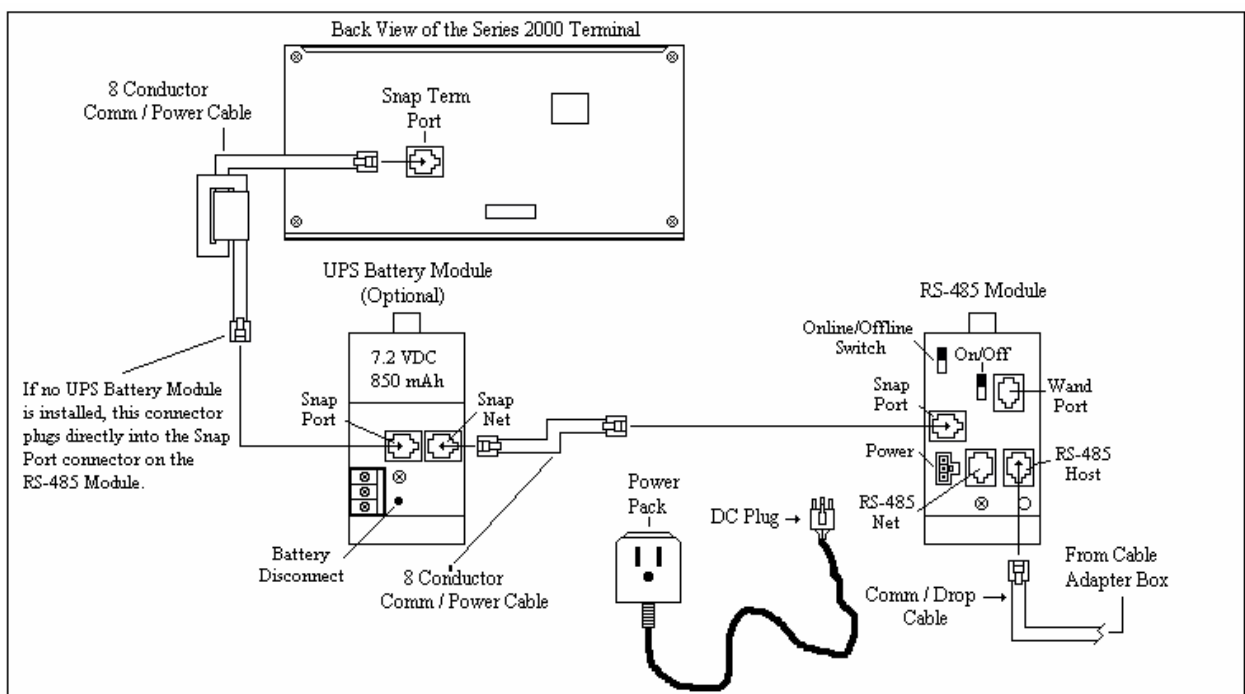 Back View of the Series 2000 Terminal
8 Conductor
Comm / Power Cable
Snap Term
Port
UPS Battery Module
(Optional)
RS-485 Module
7.2 VDC
850 mAh
Online/Offline
Switch
On/Off
Snap
Port
Wand
Port
If no UPS Battery Module
is installed, this connector
plugs directly into the Snap
Port connector on the
RS-485 Module.
Snap
Port
Snap
Net
Power
RS-485
Host
RS-485
Net
Power
Pack
DC Plug
Battery
Disconnect
8 Conductor
Comm / Power Cable
Comm / Drop
Cable
From Cable
Adapter Box